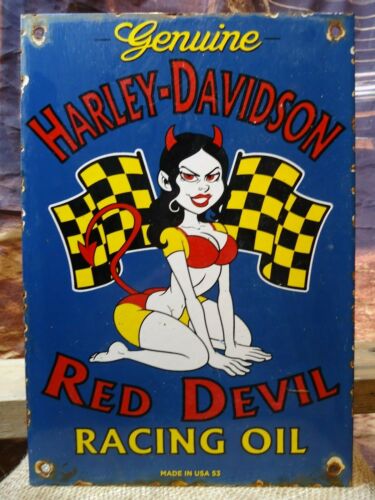 Genuine
HARLEY-DAVIDSON
RED DEVIL
RACING OIL
MADE IN USA 53